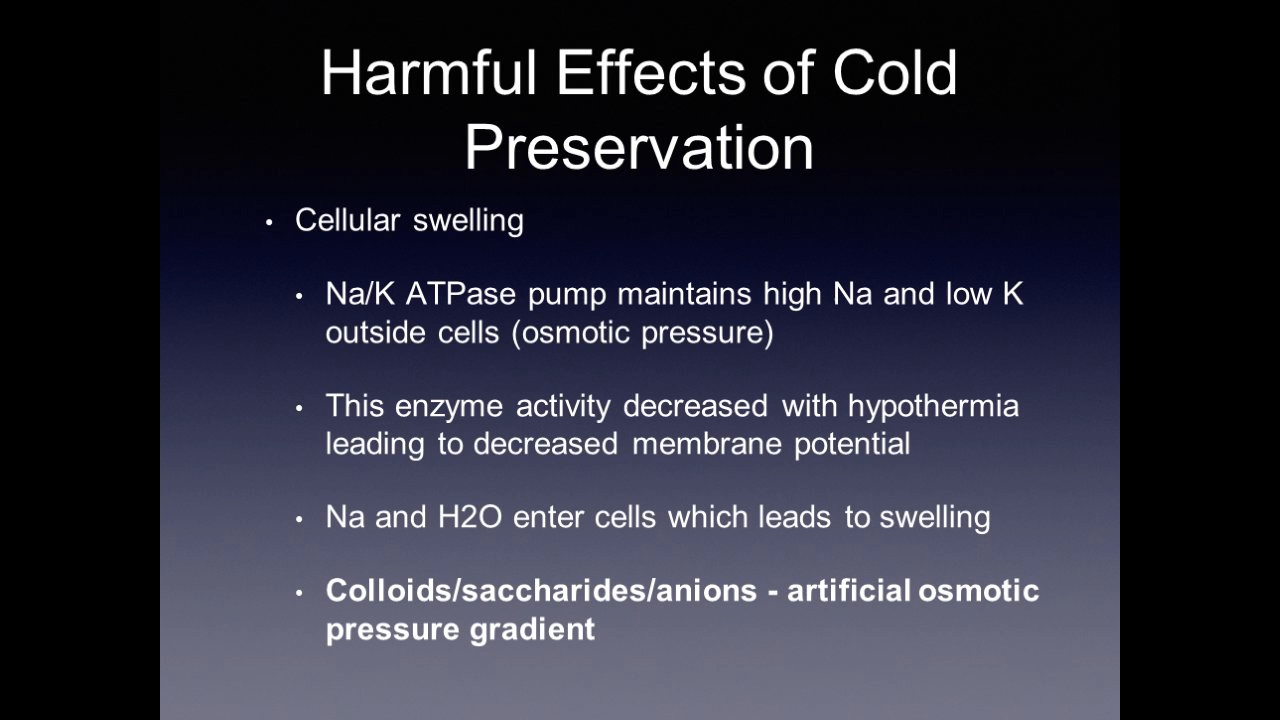 Harmful Effects of Cold
Preservation
• Cellular swelling
• Na/K ATPase pump maintains high Na and low K
outside cells (osmotic pressure)
• This enzyme activity decreased with hypothermia
leading to decreased membrane potential
• Na and H2O enter cells which leads to swelling
• Colloids/saccharides/anions - artificial osmotic
pressure gradient